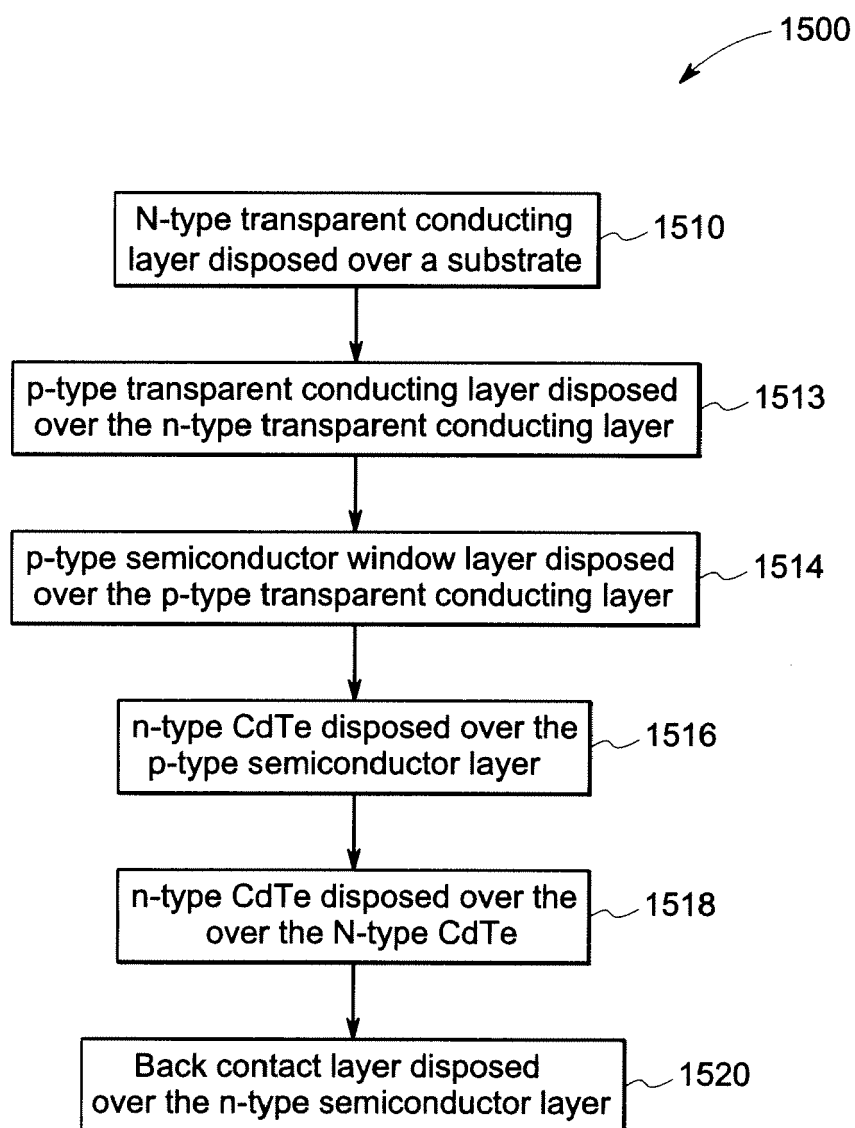 1500
N-type transparent conducting
layer disposed over a substrate
1510
p-type transparent conducting layer disposed
over the n-type transparent conducting layer
1513
p-type semiconductor window layer disposed
over the p-type transparent conducting layer
1514
n-type CdTe disposed over the
p-type semiconductor layer
1516
n-type CdTe disposed over the
over the N-type CdTe
1518
Back contact layer disposed
over the n-type semiconductor layer
1520